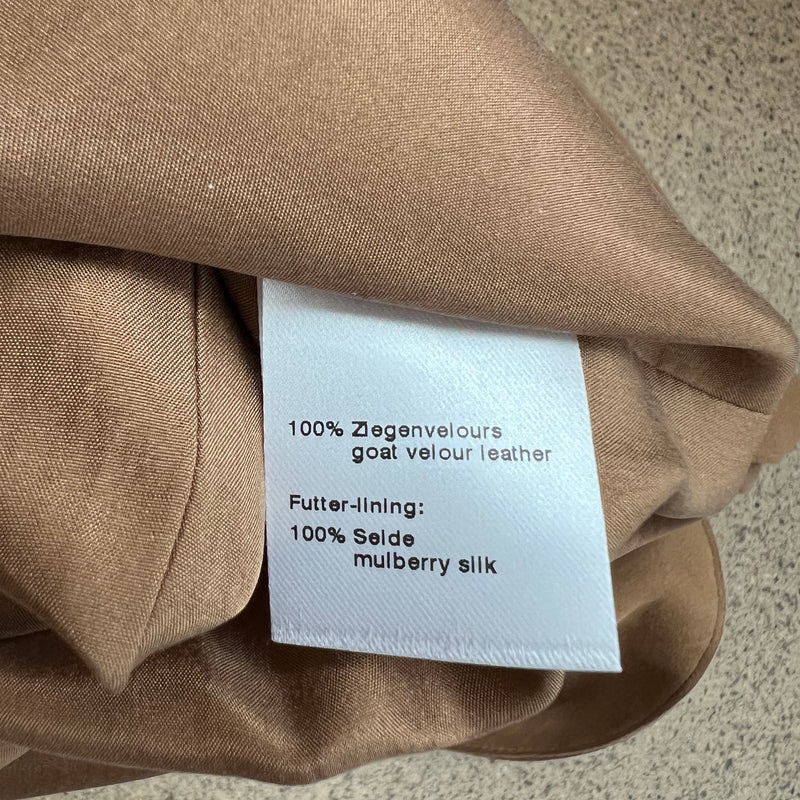 100% Ziegenvelours
goat velour leather
Futter-lining:
100% Seide
mulberry silk